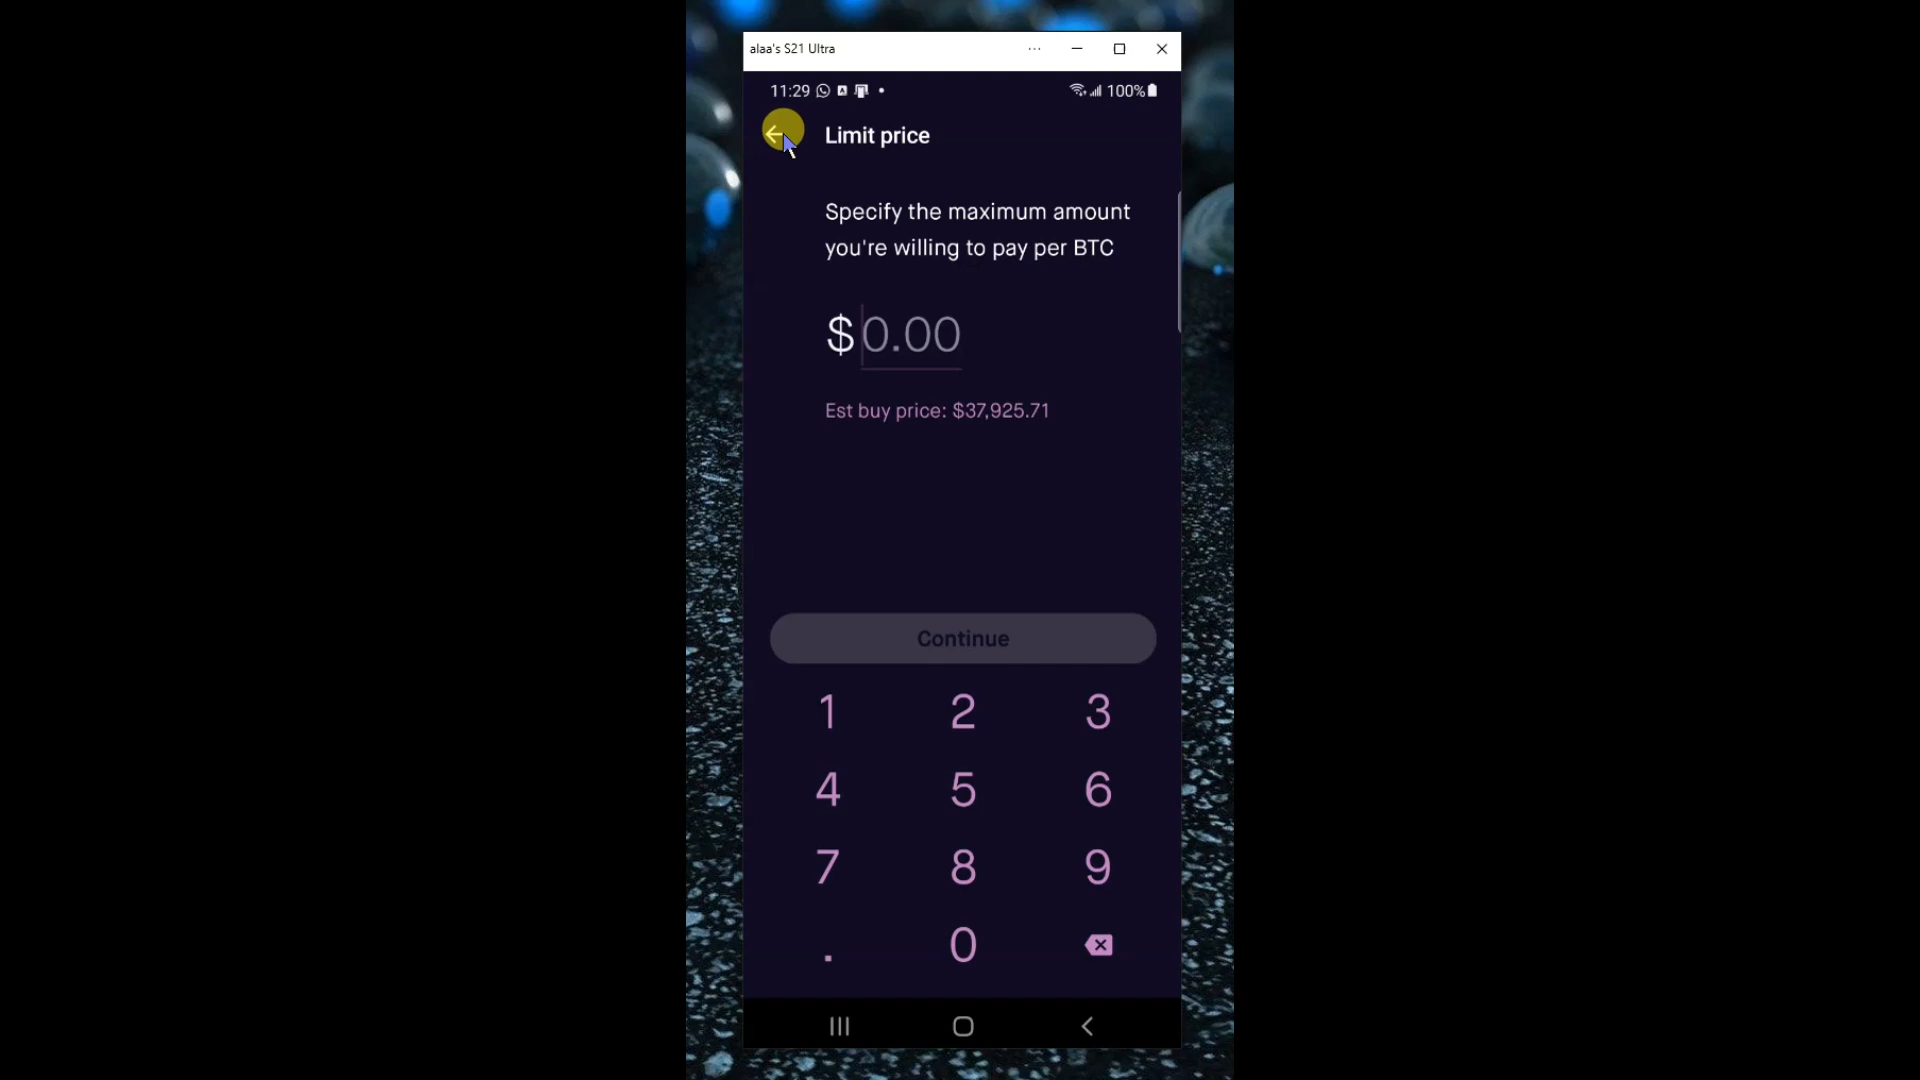 alaa's S21 Ultra
11:29 100%
Limit price
Specify the maximum amount
you're willing to pay per BTC
$0.00
Est buy price: $37,925.71
Continue
1 2 3
4 5 6
7 8 9
. 0